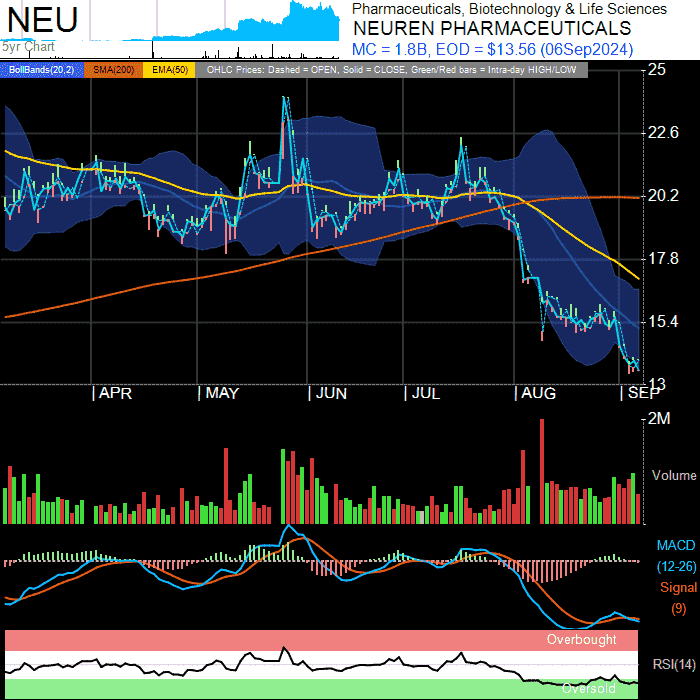 NEU
Pharmaceuticals, Biotechnology & Life Sciences
NEUREN PHARMACEUTICALS
MC = 1.8B, EOD = $13.56 (06Sep2024)
5yr Chart
BollBands(20,2) SMA(200) EMA(50) OHLC Prices: Dashed = OPEN, Solid = CLOSE, Green/Red bars = Intra-day HIGH/LOW
25
22.6
20.2
17.8
15.4
13
APR MAY JUN JUL AUG SEP
2M
Volume
MACD
(12-26)
Signal
(9)
Overbought
RSI(14)
Oversold